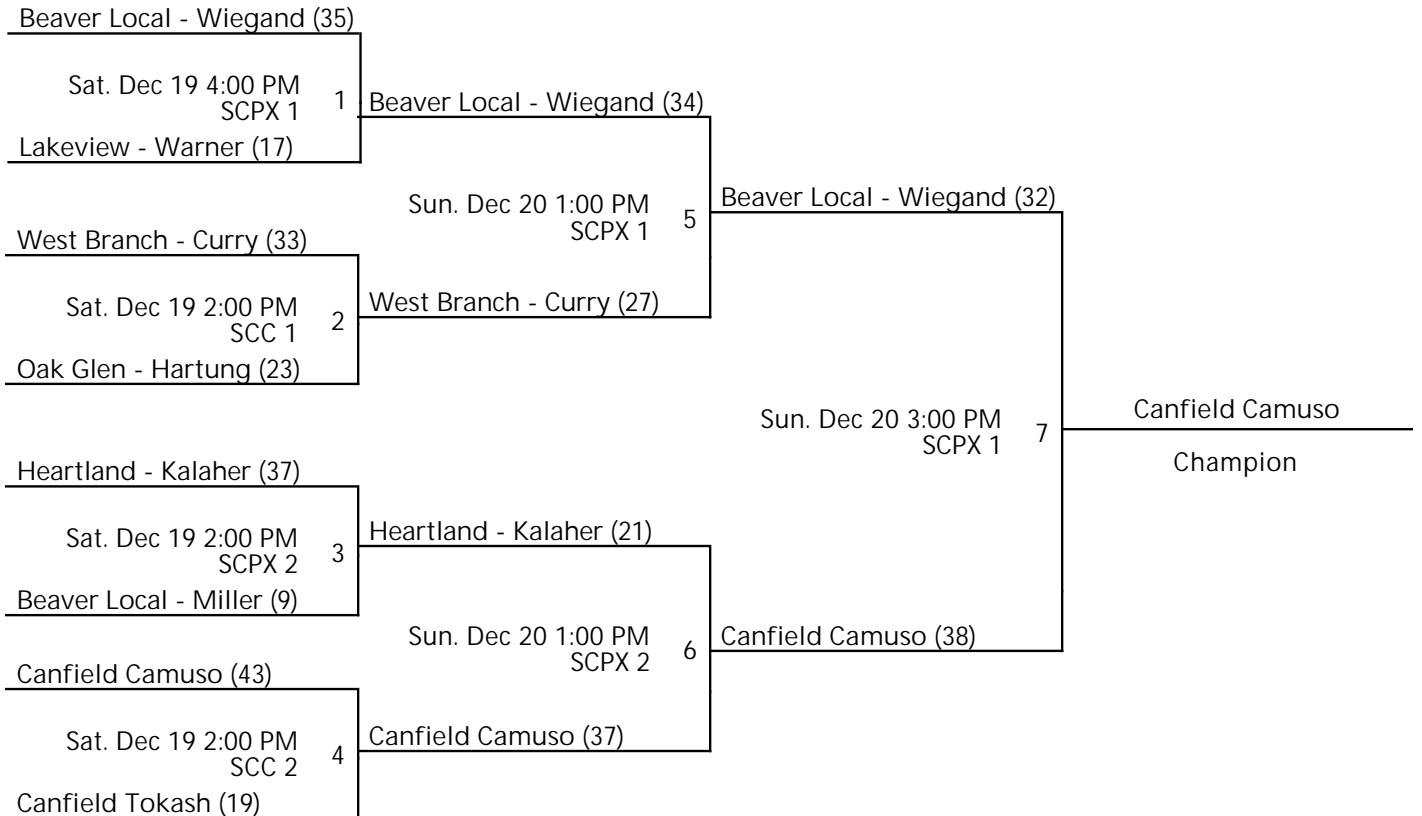 Beaver Local - Wiegand (35)
Sat. Dec 19 4:00 PM
SCPX 1
1
Lakeview - Warner (17)
Beaver Local - Wiegand (34)
West Branch - Curry (33)
Sat. Dec 19 2:00 PM
SCC 1
2
Oak Glen - Hartung (23)
Sun. Dec 20 1:00 PM
SCPX 1
5
West Branch - Curry (27)
Beaver Local - Wiegand (32)
Heartland - Kalaher (37)
Sat. Dec 19 2:00 PM
SCPX 2
3
Beaver Local - Miller (9)
Heartland - Kalaher (21)
Canfield Camuso (43)
Sat. Dec 19 2:00 PM
SCC 2
4
Canfield Tokash (19)
Sun. Dec 20 1:00 PM
SCPX 2
6
Canfield Camuso (37)
Canfield Camuso (38)
Sun. Dec 20 3:00 PM
SCPX 1
7
Canfield Camuso
Champion